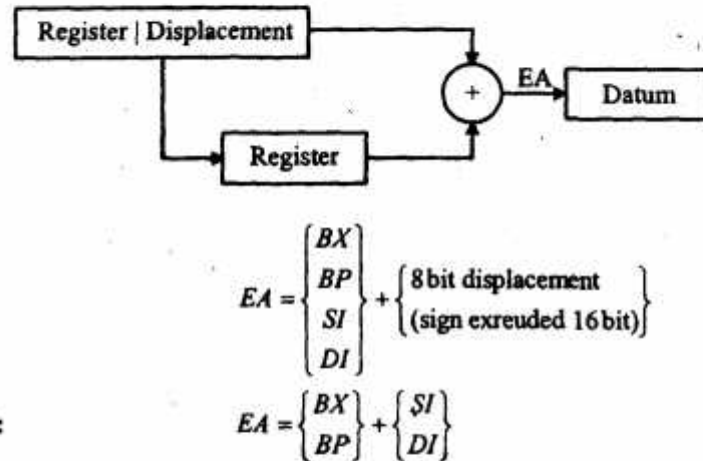 Register | Displacement
+
EA
Datum
Register
EA = { BX BP SI DI } + { 8 bit displacement (sign exreuded 16 bit) }
: EA = { BX BP } + { SI DI }